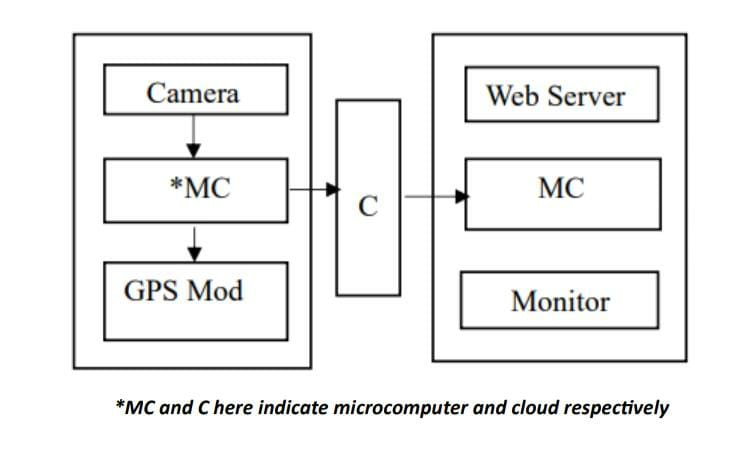 Camera
*MC
GPS Mod
C
Web Server
MC
Monitor
*MC and C here indicate microcomputer and cloud respectively